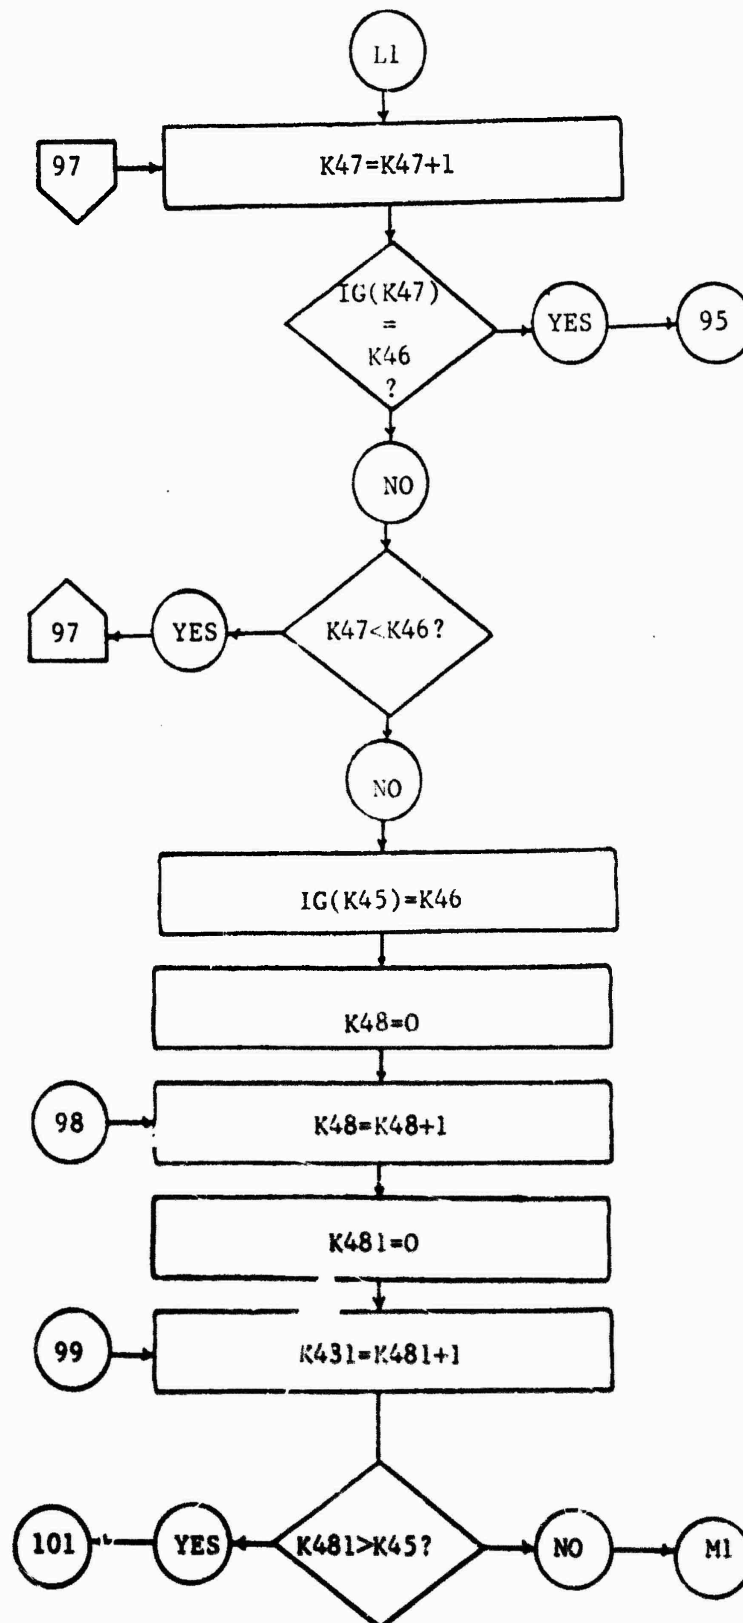 L1
97
K47=K47+1
IG(K47)
=
K46
?
YES
95
NO
97
YES
K47<K46?
NO
IG(K45)=K46
K48=0
98
K48=K48+1
K481=0
99
K431=K481+1
101
YES
K481>K45?
NO
M1